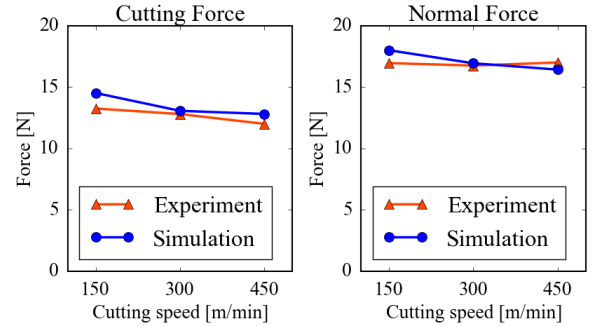 Cutting Force
Force [N]
20
15
10
5
0
Experiment
Simulation
150 300 450
Cutting speed [m/min]
Normal Force
Force [N]
20
15
10
5
0
Experiment
Simulation
150 300 450
Cutting speed [m/min]